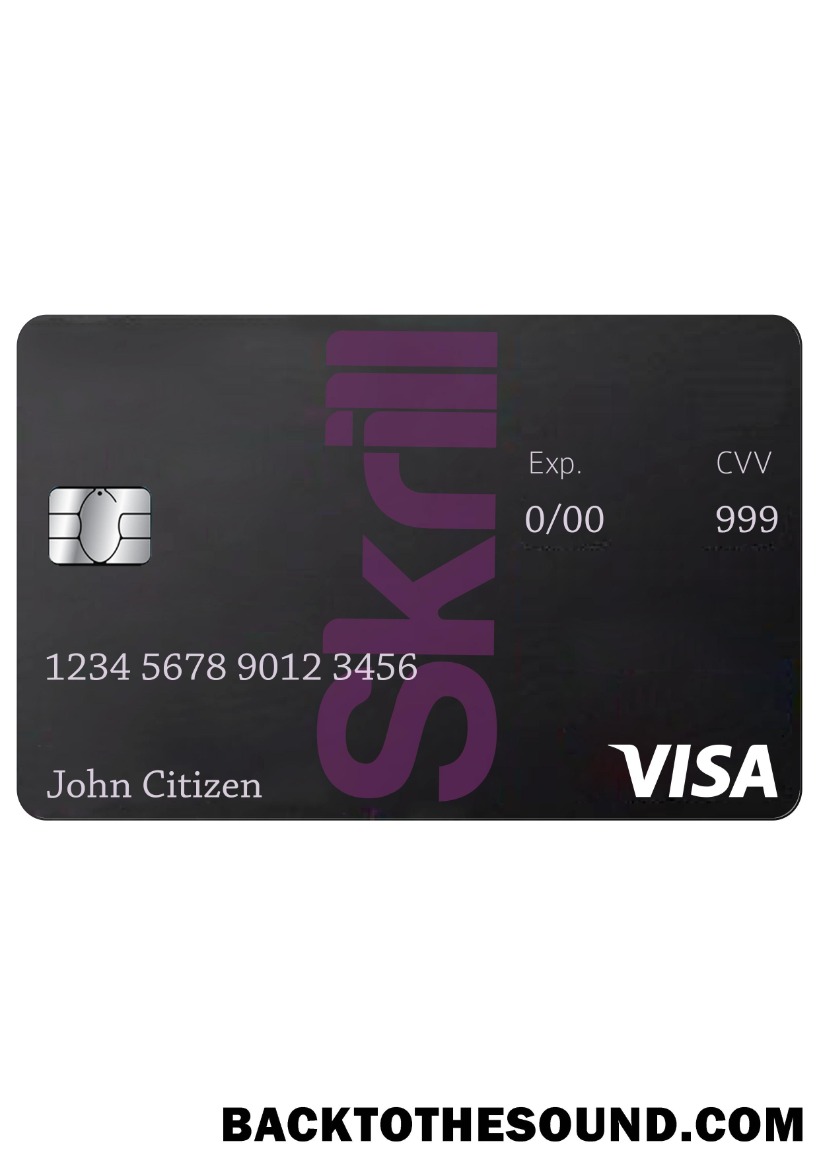 Skrill
Exp. CVV
0/00 999
1234 5678 9012 3456
John Citizen
VISA
BACKTOTHESOUND.COM